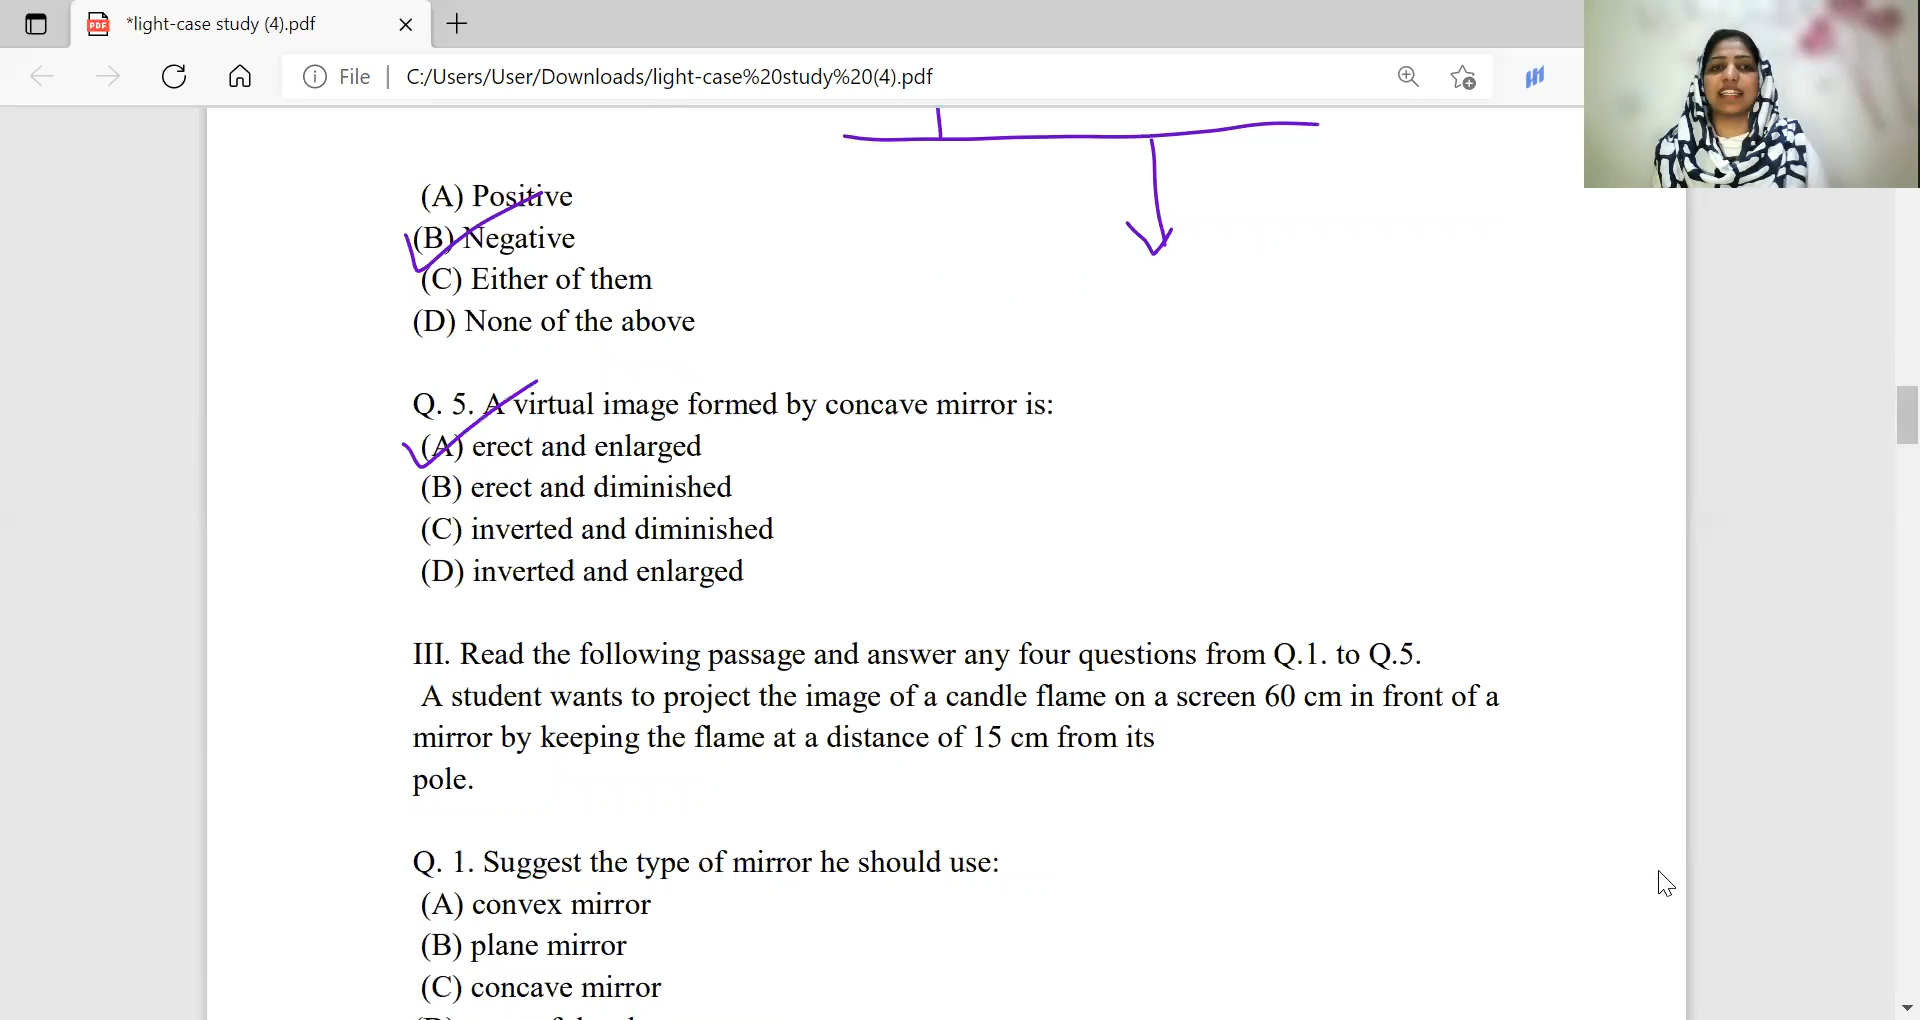 *light-case study (4).pdf
File | C:/Users/User/Downloads/light-case%20study%20(4).pdf
(A) Positive
(B) Negative
(C) Either of them
(D) None of the above
Q. 5. A virtual image formed by concave mirror is:
(A) erect and enlarged
(B) erect and diminished
(C) inverted and diminished
(D) inverted and enlarged
III. Read the following passage and answer any four questions from Q.1. to Q.5.
A student wants to project the image of a candle flame on a screen 60 cm in front of a
mirror by keeping the flame at a distance of 15 cm from its
pole.
Q. 1. Suggest the type of mirror he should use:
(A) convex mirror
(B) plane mirror
(C) concave mirror